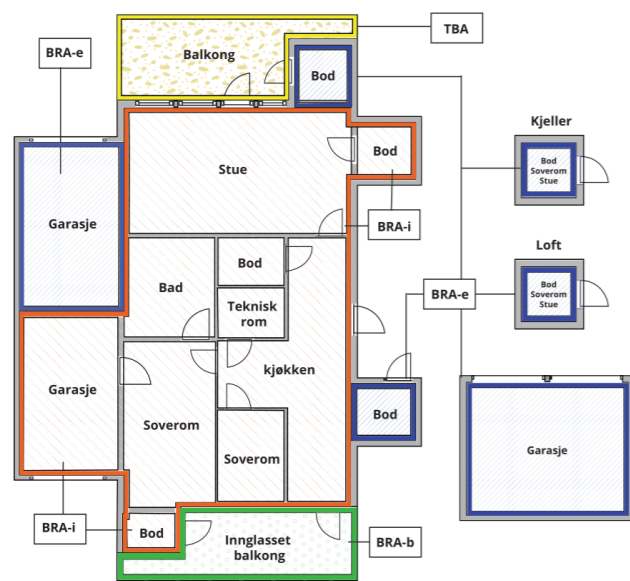 TBA
BRA-e
Balkong
Bod
Kjeller
Stue
Bod
Bod
Soverom
Stue
Garasje
BRA-i
Loft
Bod
Bad
Teknisk
rom
BRA-e
Bod
Soverom
Stue
kjøkken
Garasje
Bod
Soverom
Soverom
Garasje
BRA-i
Bod
Innglasset
balkong
BRA-b